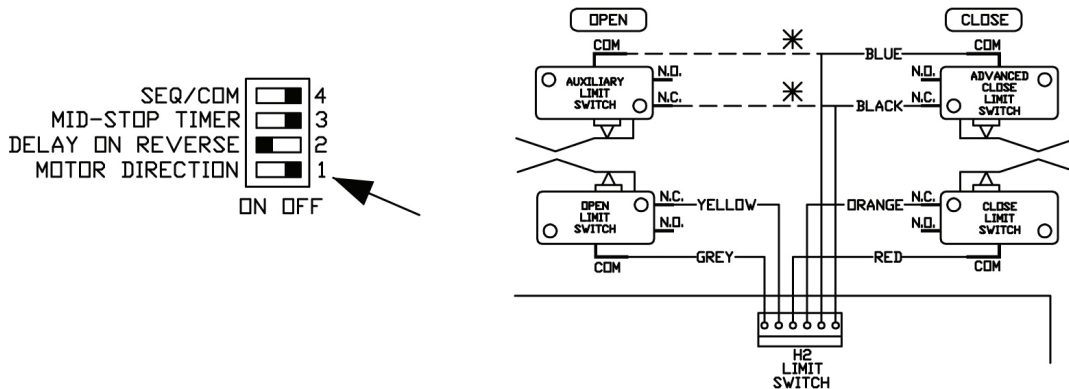 SEQ/COM 4
MID-STOP TIMER 3
DELAY ON REVERSE 2
MOTOR DIRECTION 1
ON OFF
OPEN
CLOSE
COM
COM
BLUE
AUXILIARY
LIMIT
SWITCH
N.O.
N.C.
N.O.
N.C.
ADVANCED
CLOSE
LIMIT
SWITCH
BLACK
OPEN
LIMIT
SWITCH
N.C.
N.O.
YELLOW
ORANGE
N.C.
N.O.
CLOSE
LIMIT
SWITCH
COM
GREY
RED
COM
H2
LIMIT
SWITCH